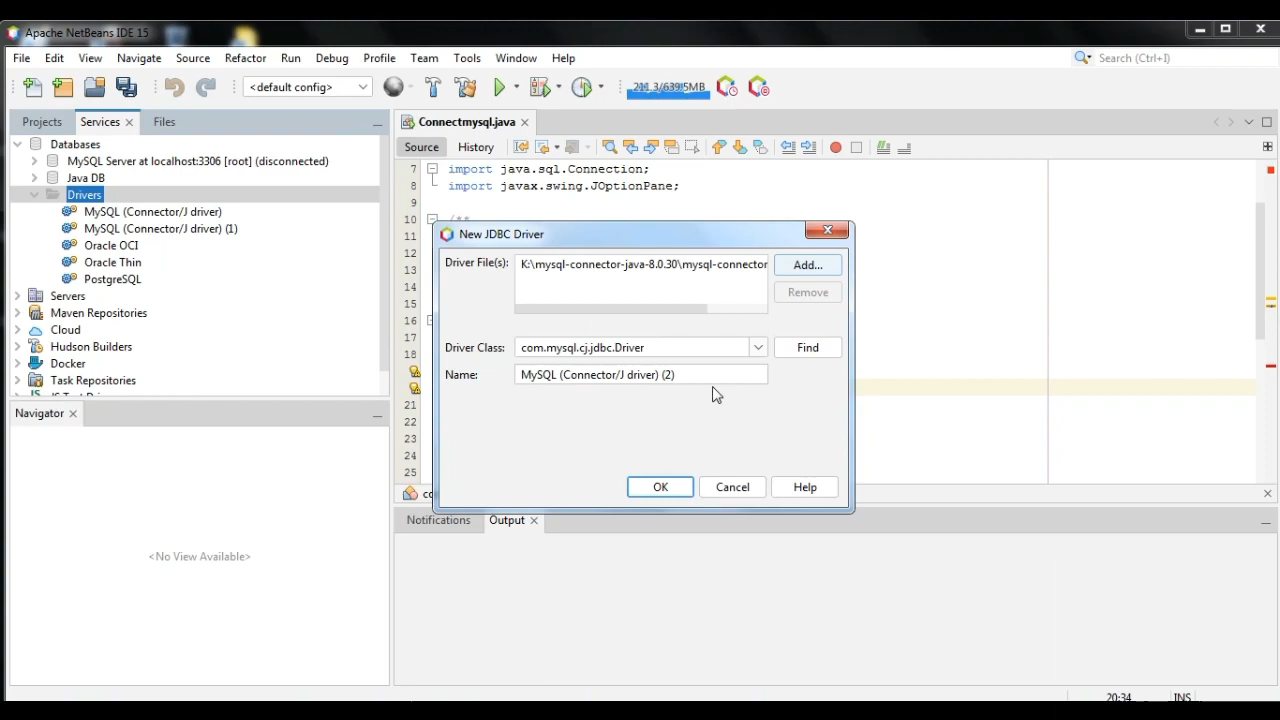 Apache NetBeans IDE 15
File Edit View Navigate Source Refactor Run Debug Profile Team Tools Window Help
Search (Ctrl+I)
<default config>
211.3/639.5MB
Projects Services Files
Connectmysql.java
Source History
Databases
MySQL Server at localhost:3306 [root] (disconnected)
Java DB
Drivers
MySQL (Connector/J driver)
MySQL (Connector/J driver) (1)
Oracle OCI
Oracle Thin
PostgreSQL
Servers
Maven Repositories
Cloud
Hudson Builders
Docker
Task Repositories
Navigator
<No View Available>
7 import java.sql.Connection;
8 import javax.swing.JOptionPane;
9
10 /**
11
12
13
14
15
16
17
18
21
22
23
24
25
New JDBC Driver
Driver File(s): K:\mysql-connector-java-8.0.30\mysql-connector
Add...
Remove
Driver Class: com.mysql.cj.jdbc.Driver
Find
Name: MySQL (Connector/J driver) (2)
OK Cancel Help
Notifications Output
20:34 INS